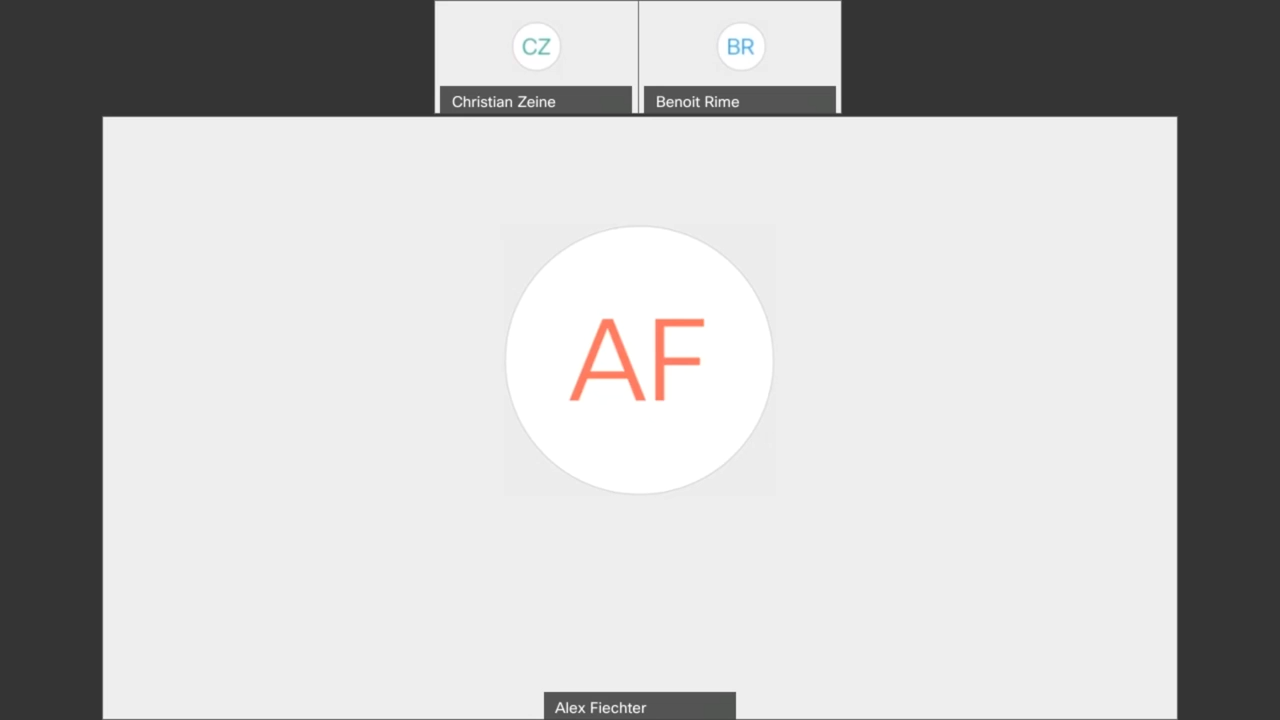 CZ
Christian Zeine
BR
Benoit Rime
AF
Alex Fiechter